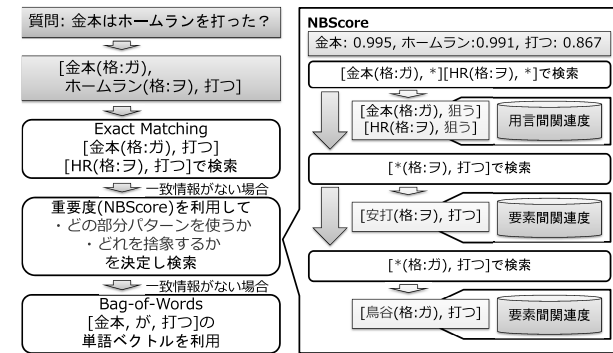 質問: 金本はホームランを打った？
[金本(格:ガ),
ホームラン(格:ヲ), 打つ]
Exact Matching
[金本(格:ガ), 打つ]
[HR(格:ヲ), 打つ]で検索
一致情報がない場合
重要度(NBScore)を利用して
・どの部分パターンを使うか
・どれを捨象するか
を決定し検索
一致情報がない場合
Bag-of-Words
[金本, が, 打つ]の
単語ベクトルを利用
NBScore
金本: 0.995, ホームラン:0.991, 打つ: 0.867
[金本(格:ガ), *][HR(格:ヲ), *]で検索
[金本(格:ガ), 狙う]
[HR(格:ヲ), 狙う]
用言間関連度
[*(格:ヲ), 打つ]で検索
[安打(格:ヲ), 打つ]
要素間関連度
[*(格:ガ), 打つ]で検索
[鳥谷(格:ガ), 打つ]
要素間関連度